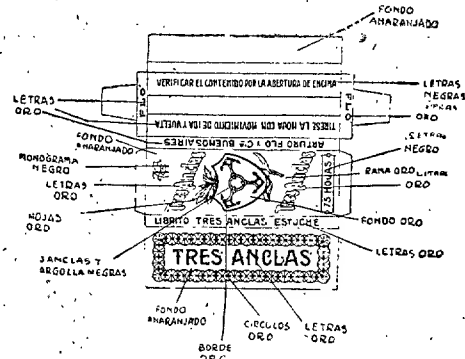 FONDO
ANARANJADO
VERIFICAR EL CONTENIDO POR LA ABERTURA DE ENCIMA
LETRAS
NEGRAS
FLO
FLO
LETRAS
ORO
TIRESE LA HOJA CON MOVIMIENTO DE IDA Y VUELTA
ORO
ARTURO FLO Y CIA BUENOS AIRES
FONDO
ANARANJADO
LETRAS
NEGRO
MONOGRAMA
NEGRO
RAMA ORO
LETRAS
ORO
LETRAS
ORO
75 HOJAS
HOJAS
ORO
FONDO ORO
LIBRITO TRES ANCLAS ESTUCHE
LETRAS ORO
3 ANCLAS Y
ARGOLLA NEGRAS
TRES ANCLAS
FONDO
ANARANJADO
CIRCULOS
ORO
LETRAS
ORO
BORDE
ORO